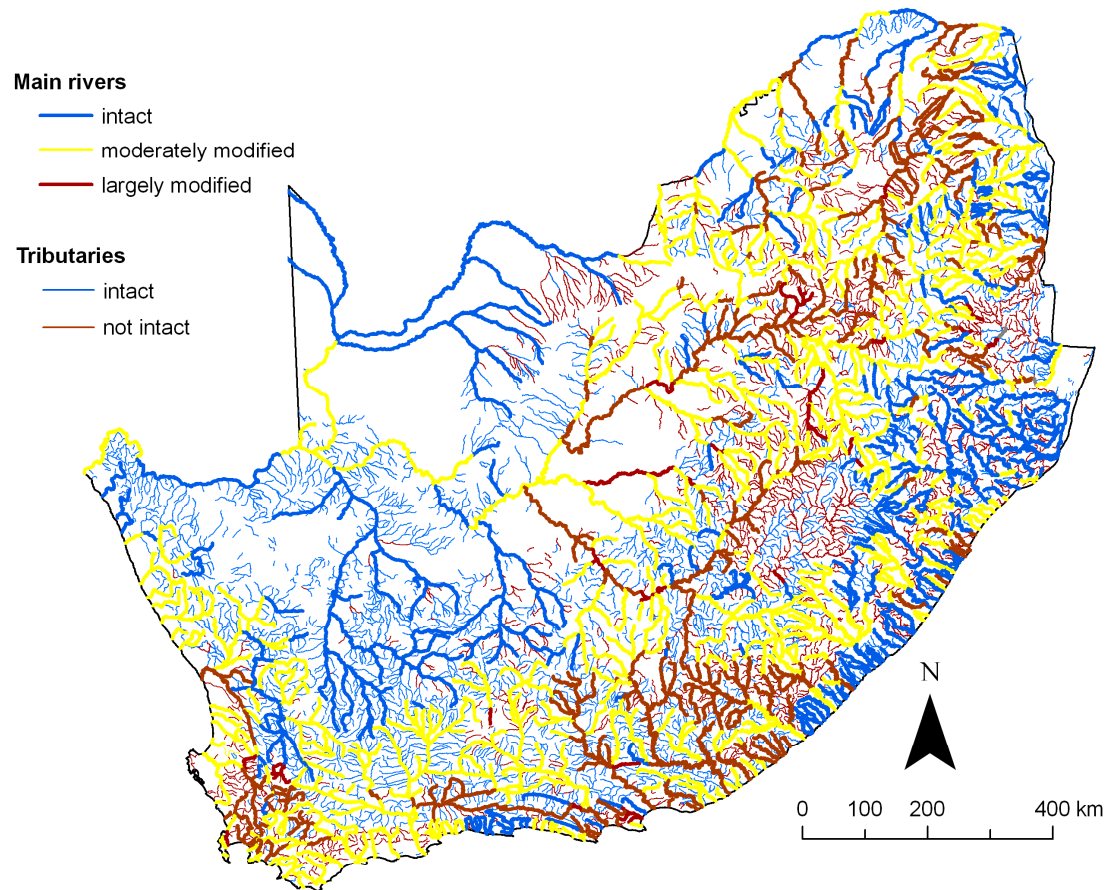 Main rivers
intact
moderately modified
largely modified
Tributaries
intact
not intact
N
0 100 200 400 km